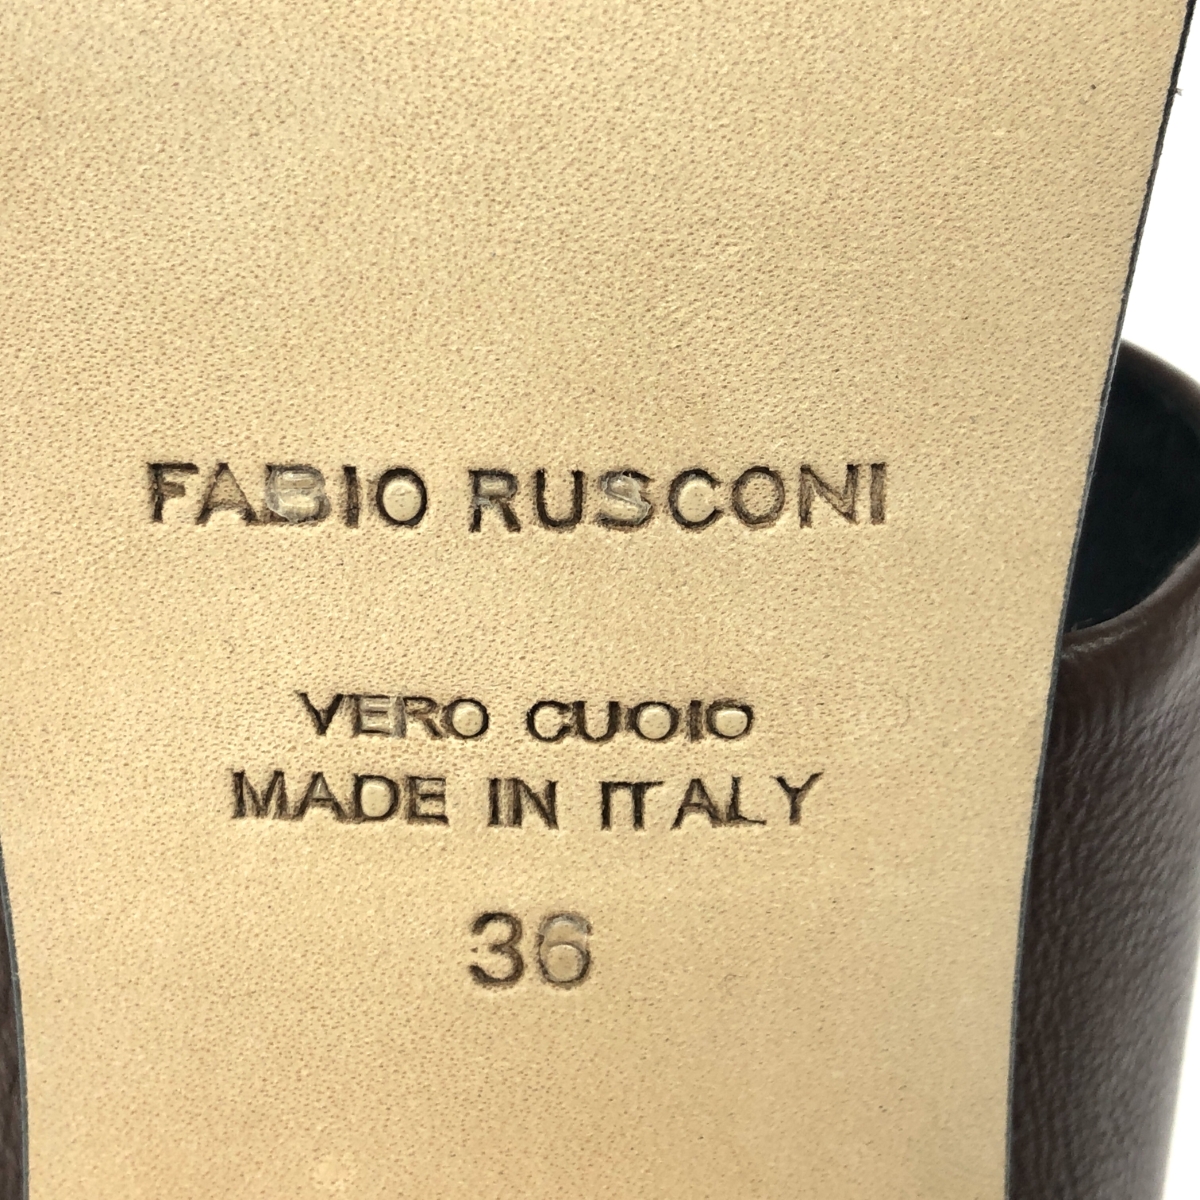 FABIO RUSCONI
VERO CUOIO
MADE IN ITALY
36